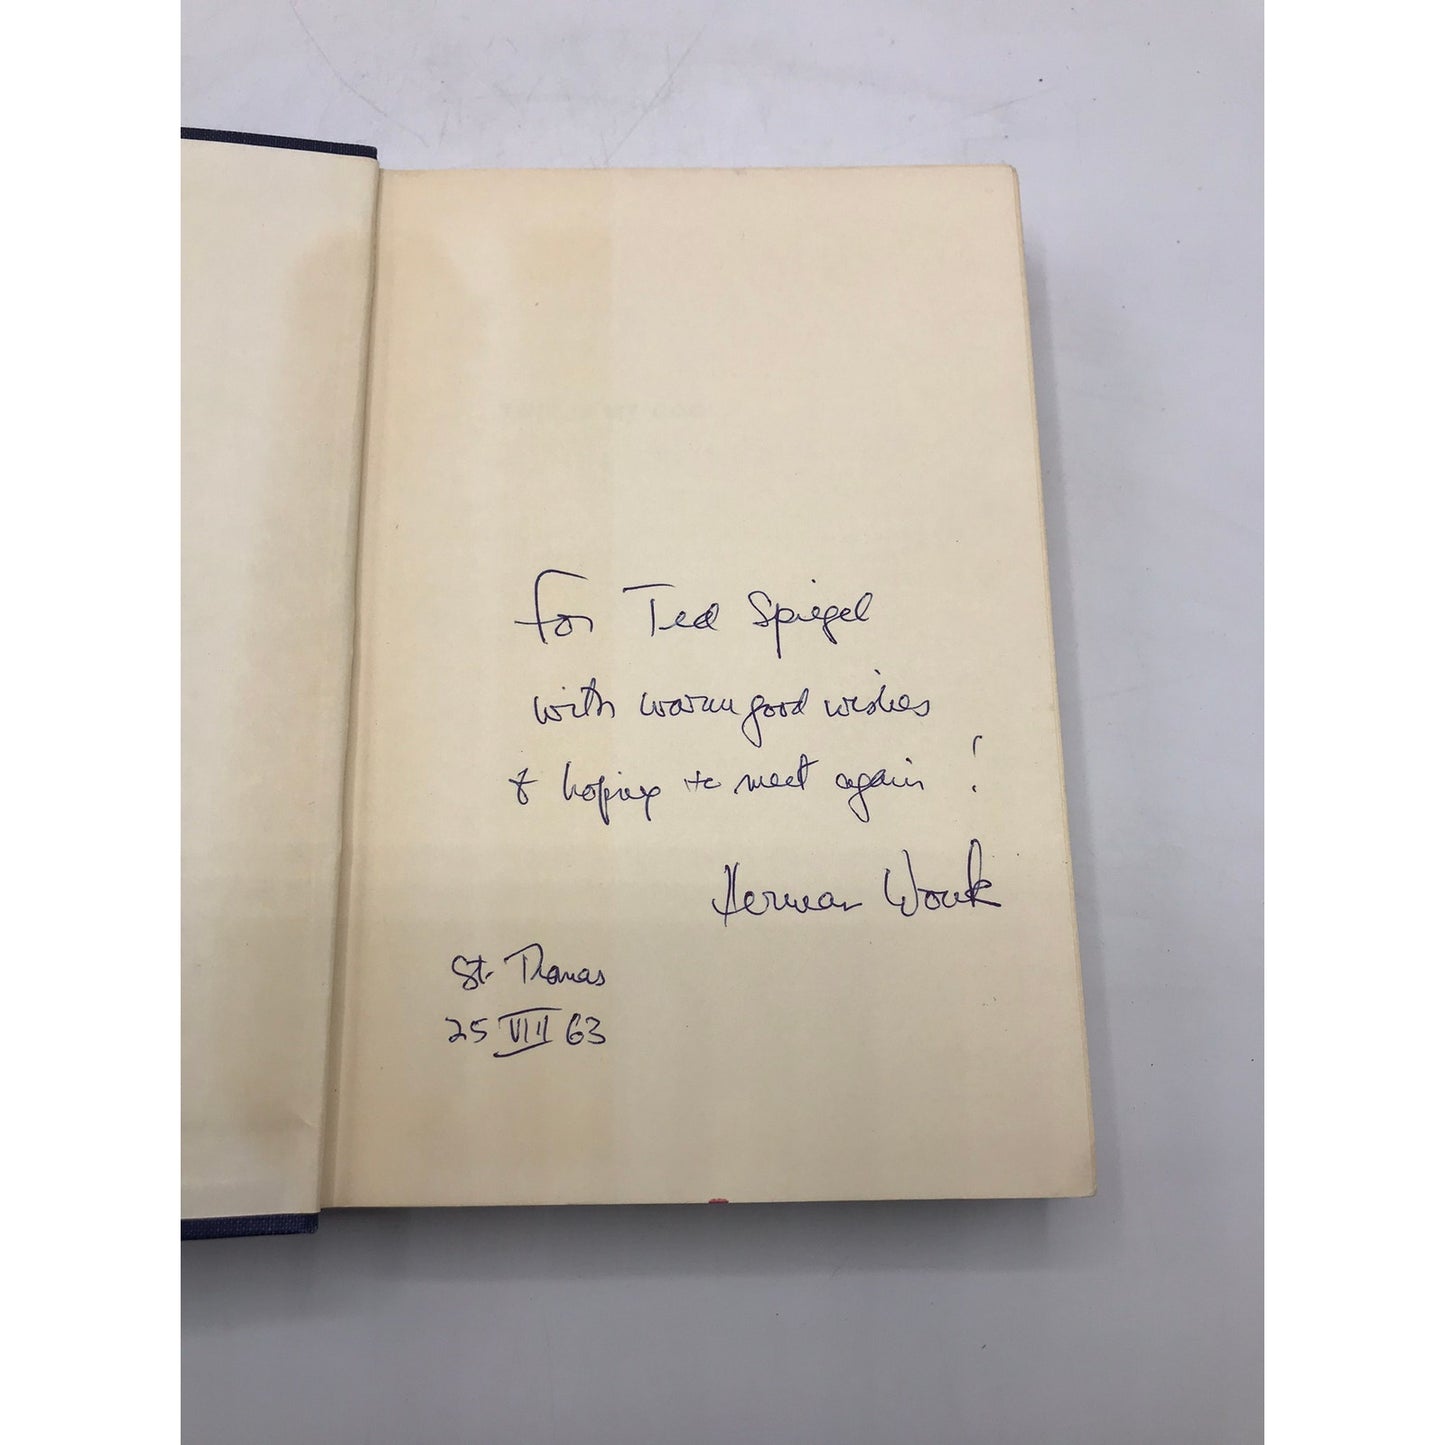 For Ted Spiegel
with warm good wishes
& hoping to meet again!
Herman Wouk
St. Thomas
25 VIII 63